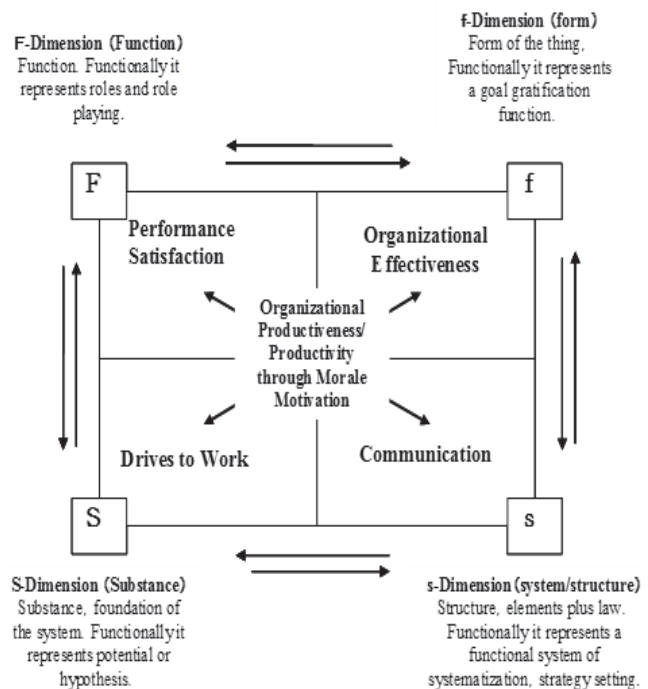 F-Dimension (Function)
Function. Functionally it
represents roles and role
playing.
f-Dimension (form)
Form of the thing,
Functionally it represents
a goal gratification
function.
F
f
Performance
Satisfaction
Organizational
Effectiveness
Organizational
Productiveness/
Productivity
through Morale
Motivation
Drives to Work
Communication
S
s
S-Dimension (Substance)
Substance, foundation of
the system. Functionally it
represents potential or
hypothesis.
s-Dimension (system/structure)
Structure, elements plus law.
Functionally it represents a
functional system of
systematization, strategy setting.